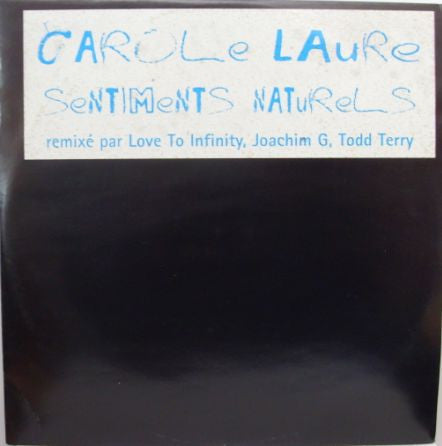 CAROLe LAuRe
SeNTIMeNTS NATuReLS
remixé par Love To Infinity, Joachim G, Todd Terry